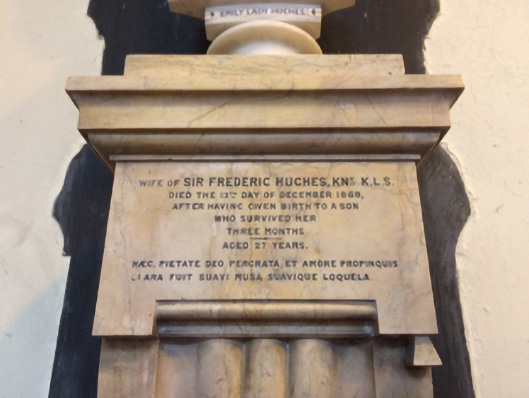 EMILY LADY HUGHES.
WIFE OF SIR FREDERIC HUGHES, KNT. K.L.S.
DIED THE 13TH DAY OF DECEMBER 1868,
AFTER HAVING GIVEN BIRTH TO A SON
WHO SURVIVED HER
THREE MONTHS
AGED 27 YEARS.
HÆC. PIETATE DEO PERGRATA ET AMORE PROPINQUIS
CLARA FUIT SUAVI MUSA SUAVIQUE LOQUELA.